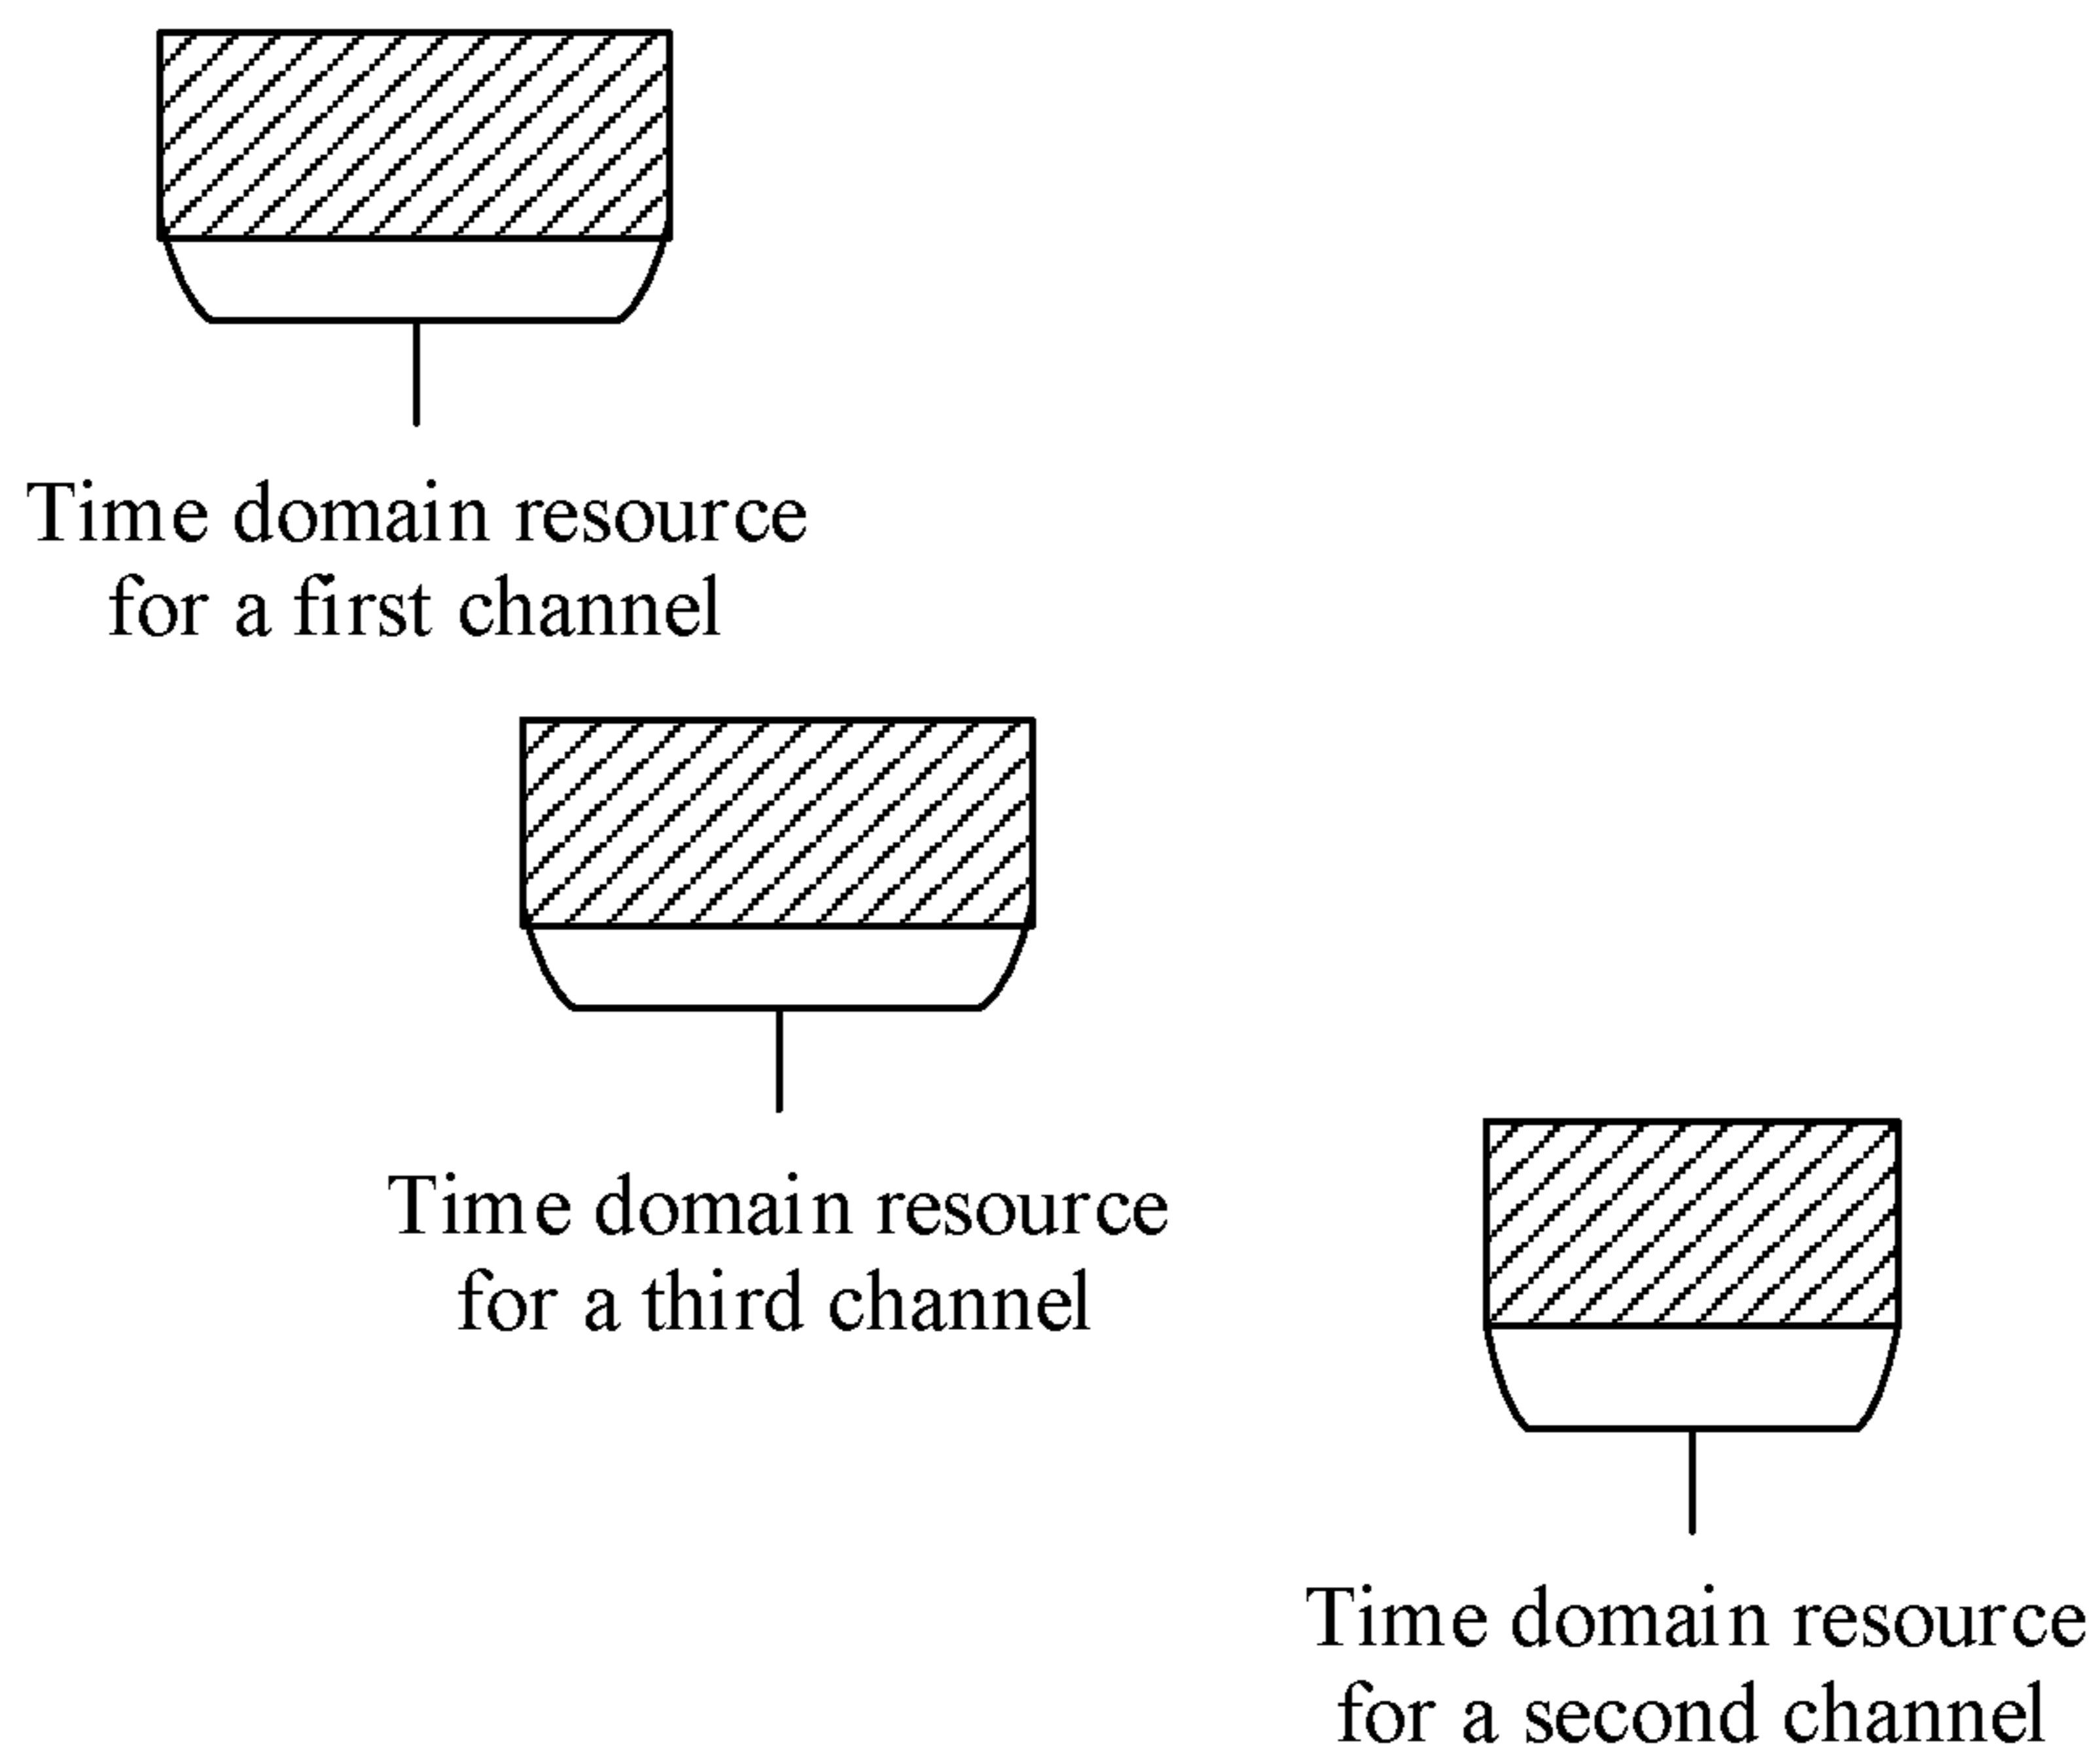 Time domain resource
for a first channel
Time domain resource
for a third channel
Time domain resource
for a second channel